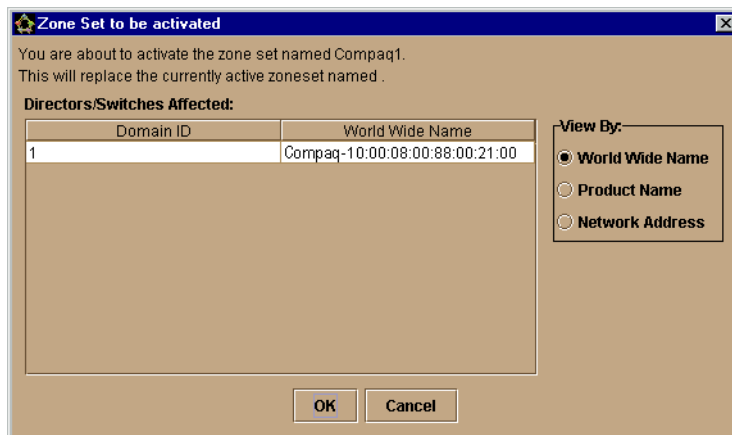 Zone Set to be activated
You are about to activate the zone set named Compaq1.
This will replace the currently active zoneset named .
Directors/Switches Affected:
Domain ID World Wide Name
1 Compaq-10:00:08:00:88:00:21:00
View By:
World Wide Name
Product Name
Network Address
OK Cancel